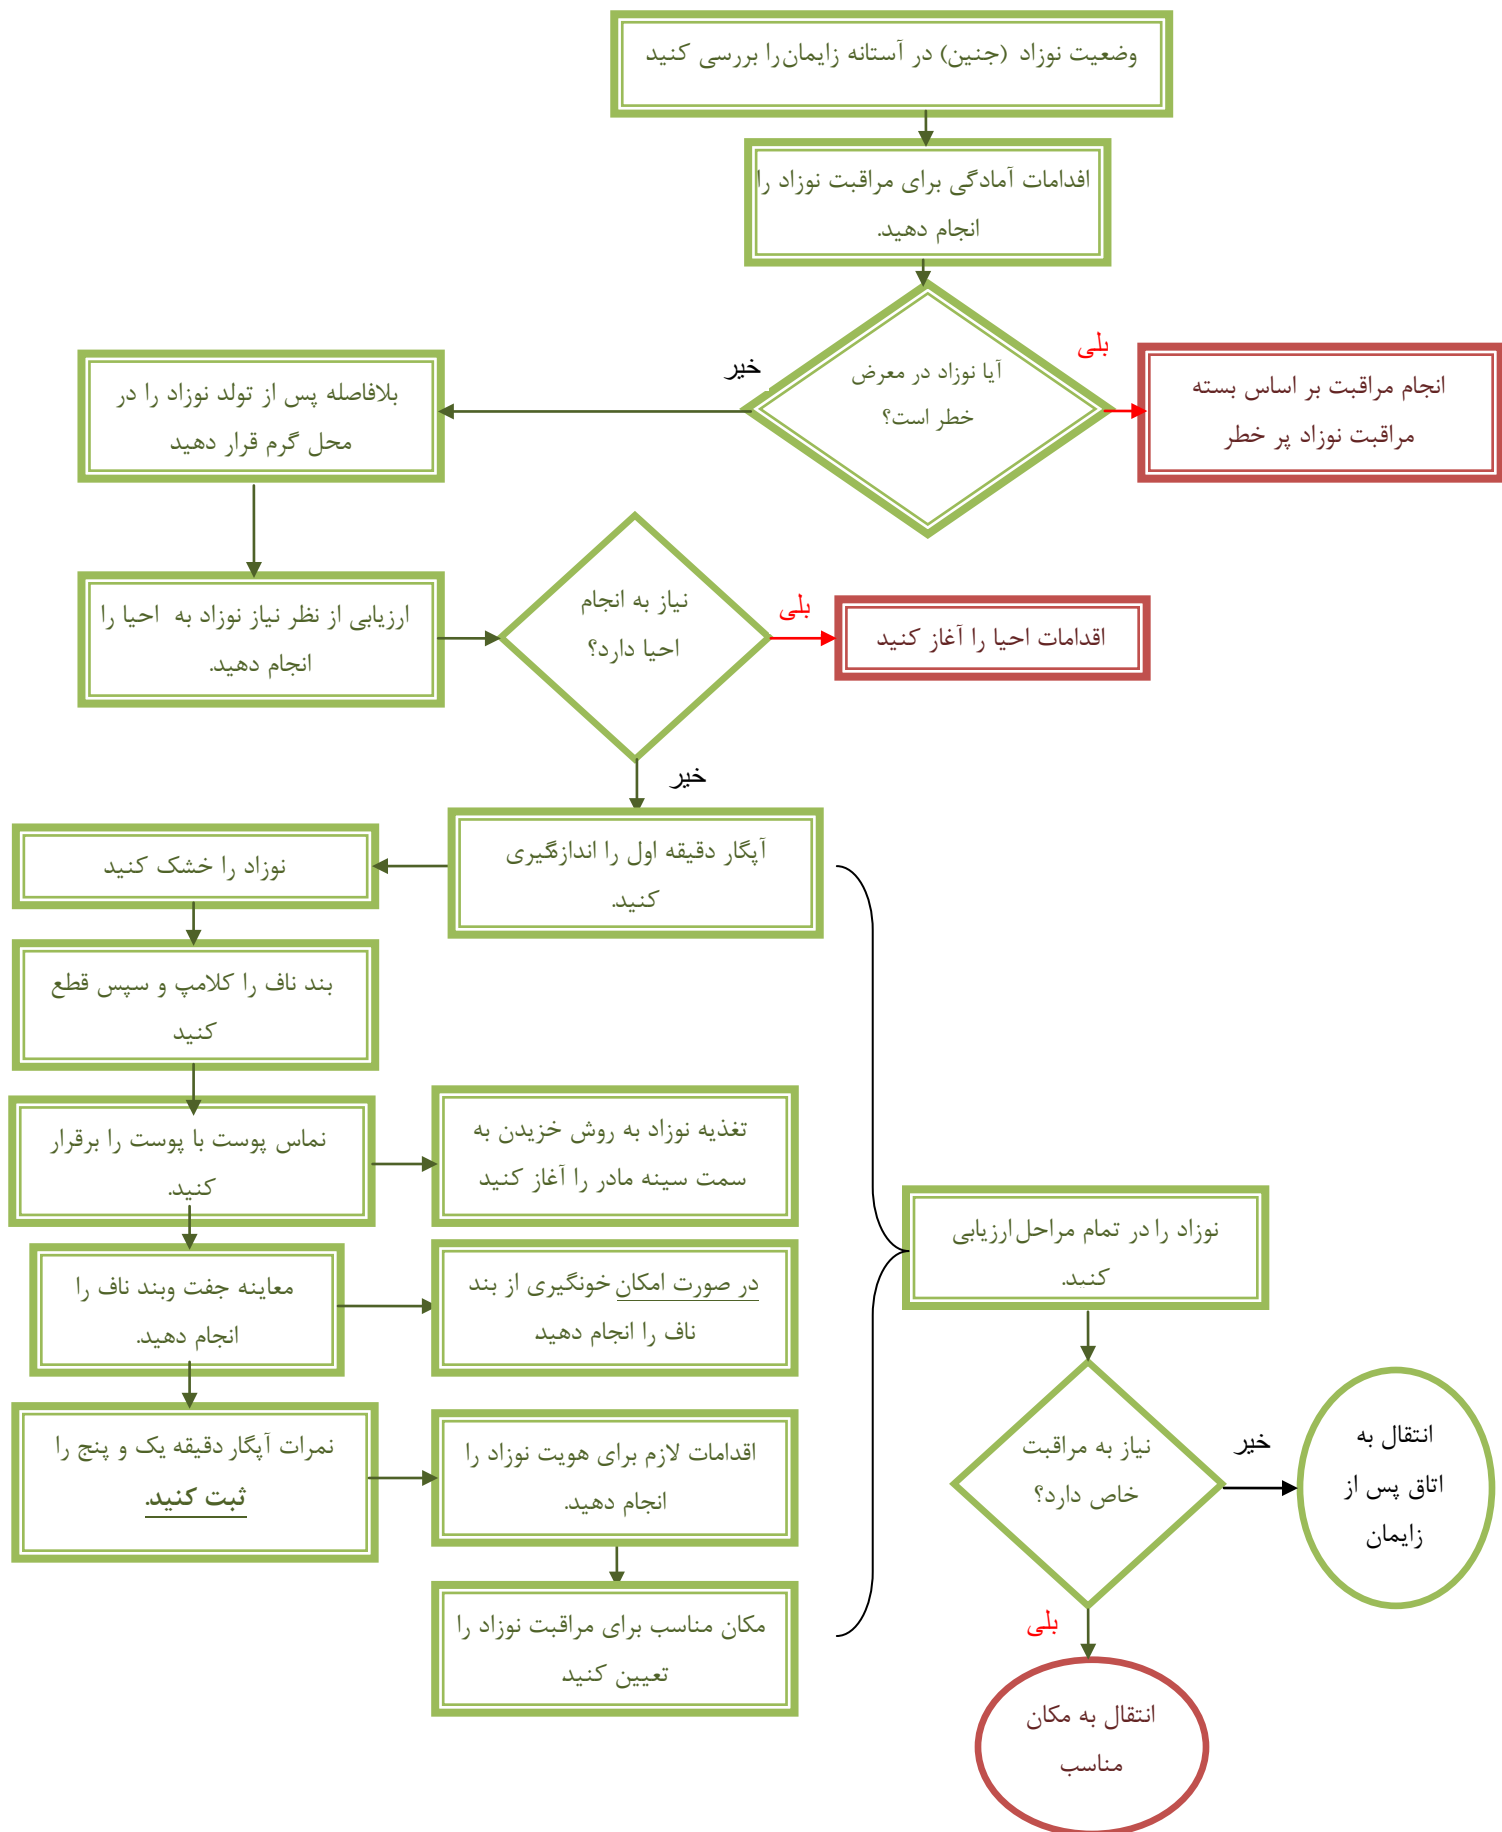 وضعیت نوزاد (جنین) در آستانه زایمان را بررسی کنید
اقدامات آمادگی برای مراقبت نوزاد را
انجام دهید.
آیا نوزاد در معرض
خطر است؟
بلی
انجام مراقبت بر اساس بسته
مراقبت نوزاد پر خطر
خیر
بلافاصله پس از تولد نوزاد را در
محل گرم قرار دهید
ارزیابی از نظر نیاز نوزاد به احیا را
انجام دهید.
نیاز به انجام
احیا دارد؟
بلی
اقدامات احیا را آغاز کنید
خیر
آپگار دقیقه اول را اندازگیری
کنید.
نوزاد را خشک کنید
بند ناف را کلامپ و سپس قطع
کنید
نماس پوست با پوست را برقرار
کنید.
تغذیه نوزاد به روش خزیدن به
سمت سینه مادر را آغاز کنید
معاینه جفت وبند ناف را
انجام دهید.
در صورت امکان خونگیری از بند
ناف را انجام دهید
نمرات آپگار دقیقه یک و پنج را
ثبت کنید.
اقدامات لازم برای هویت نوزاد را
انجام دهید.
مکان مناسب برای مراقبت نوزاد را
تعیین کنید
نوزاد را در تمام مراحل ارزیابی
کنید.
نیاز به مراقبت
خاص دارد؟
خیر
انتقال به
اتاق پس از
زایمان
بلی
انتقال به مکان
مناسب